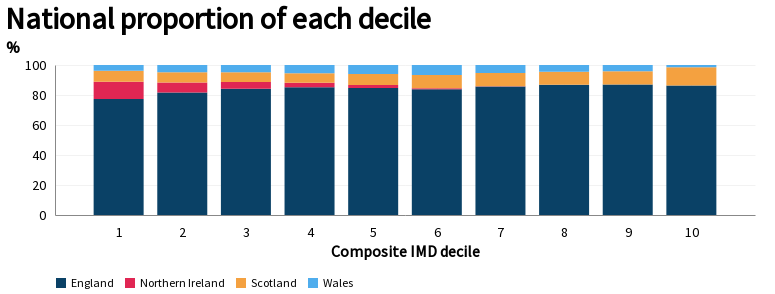 National proportion of each decile
%
100
80
60
40
20
0
1 2 3 4 5 6 7 8 9 10
Composite IMD decile
England Northern Ireland Scotland Wales